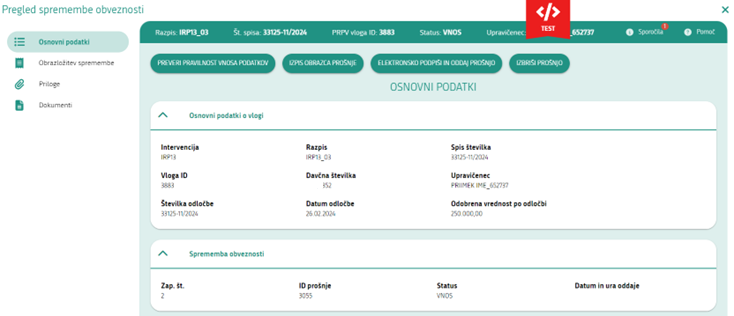 Pregled spremembe obveznosti
Osnovni podatki
Obrazložitev spremembe
Priloge
Dokumenti
Razpis: IRP13_03 Št. spisa: 33125-11/2024 PRPV vloga ID: 3883 Status: VNOS Upravičenec: _652737 Sporočila 1 Pomoč
</> TEST
PREVERI PRAVILNOST VNOSA PODATKOV IZPIS OBRAZCA PROŠNJE ELEKTRONSKO PODPIŠI IN ODDAJ PROŠNJO IZBRIŠI PROŠNJO
OSNOVNI PODATKI
Osnovni podatki o vlogi
Intervencija Razpis Spis številka
IRP13 IRP13_03 33125-11/2024
Vloga ID Davčna številka Upravičenec
3883 352 PRIIMEK IME_652737
Številka odločbe Datum odločbe Odobrena vrednost po odločbi
33125-11/2024 26.02.2024 250.000,00
Sprememba obveznosti
Zap. št. ID prošnje Status Datum in ura oddaje
2 3055 VNOS